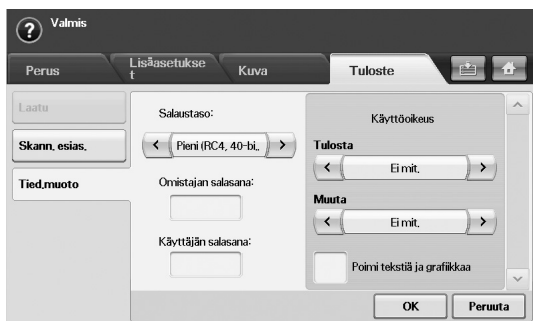 ? Valmis
Perus
Lisäasetukse
t
Kuva
Tuloste
Laatu
Skann. esias.
Tied.muoto
Salaustaso:
< Pieni (RC4, 40-bi.. >
Omistajan salasana:
Käyttäjän salasana:
Käyttöoikeus
Tulosta
< Ei mit. >
Muuta
< Ei mit. >
Poimi tekstiä ja grafiikkaa
OK
Peruuta